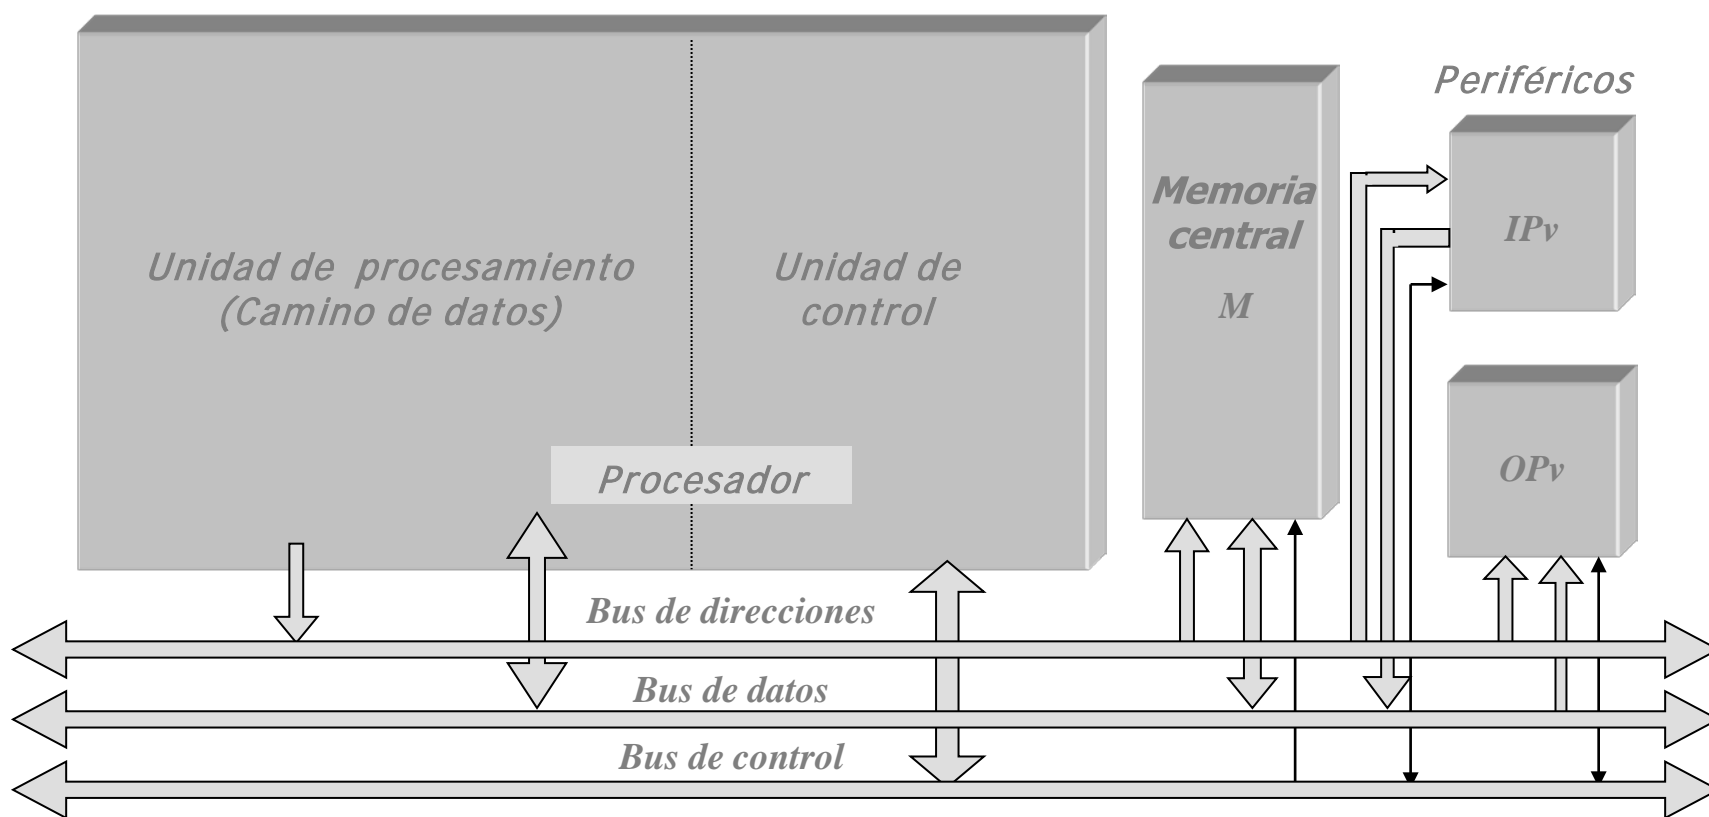 Periféricos
Unidad de procesamiento
(Camino de datos)
Unidad de
control
Procesador
Memoria
central
M
IPv
OPv
Bus de direcciones
Bus de datos
Bus de control